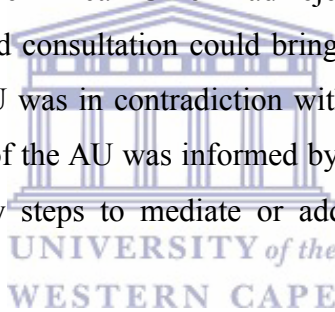 d consultation could bring
U was in contradiction wit
of the AU was informed by
y steps to mediate or add
UNIVERSITY of the
WESTERN CAPE